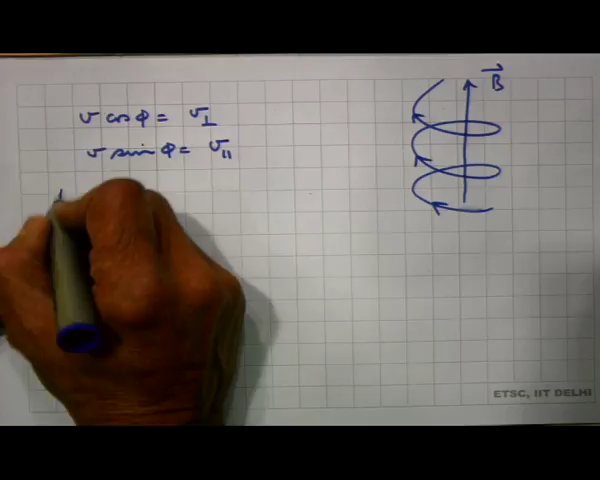 v cos φ = v⊥
v sin φ = v∥
B⃗
ETSC, IIT DELHI